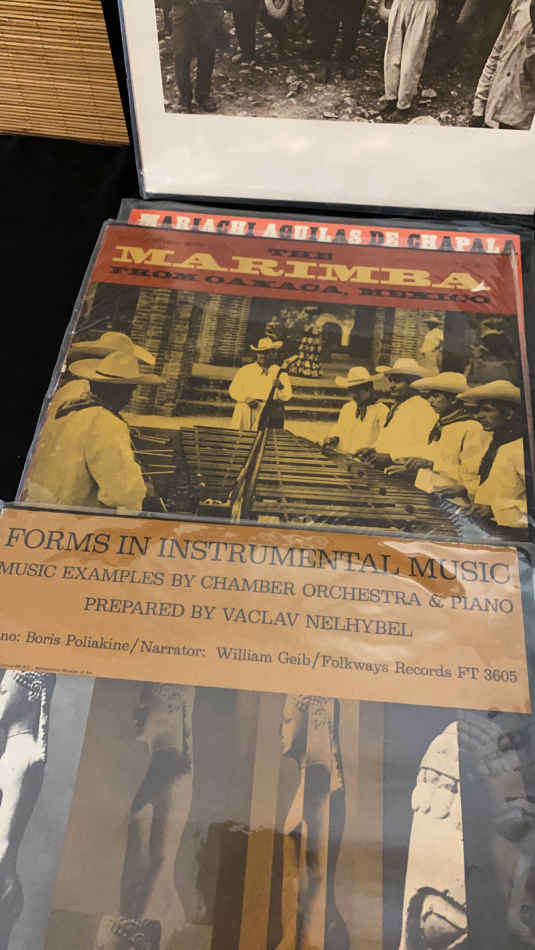 MARIACHI AGUILAS DE CHAPALA
THE
MARIMBA
FROM OAXACA, MEXICO
FORMS IN INSTRUMENTAL MUSIC
MUSIC EXAMPLES BY CHAMBER ORCHESTRA & PIANO
PREPARED BY VACLAV NELHYBEL
no: Boris Poliakine/Narrator: William Geib/Folkways Records FT 3605